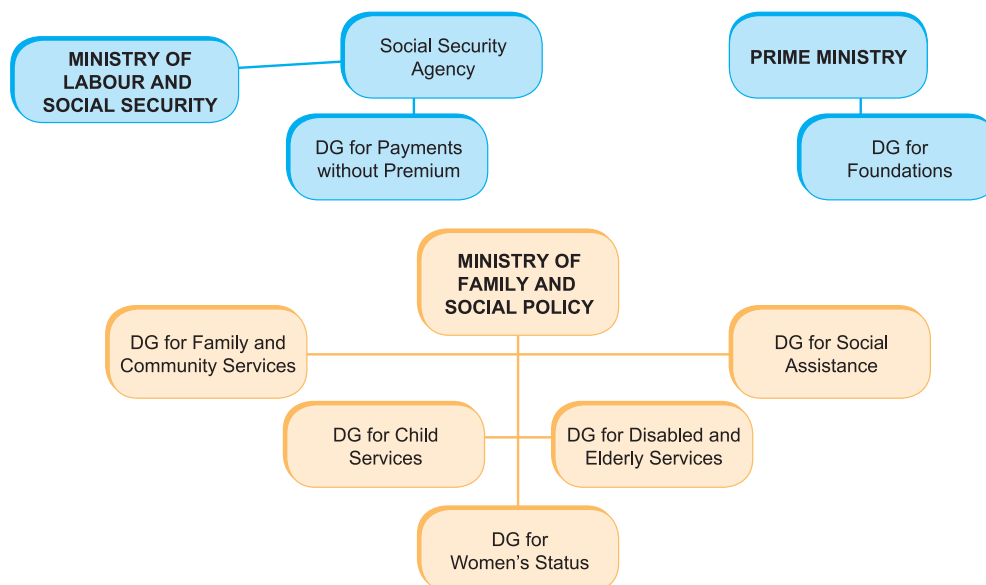 MINISTRY OF
LABOUR AND
SOCIAL SECURITY
Social Security
Agency
DG for Payments
without Premium
PRIME MINISTRY
DG for
Foundations
MINISTRY OF
FAMILY AND
SOCIAL POLICY
DG for Family and
Community Services
DG for Social
Assistance
DG for Child
Services
DG for Disabled and
Elderly Services
DG for
Women’s Status